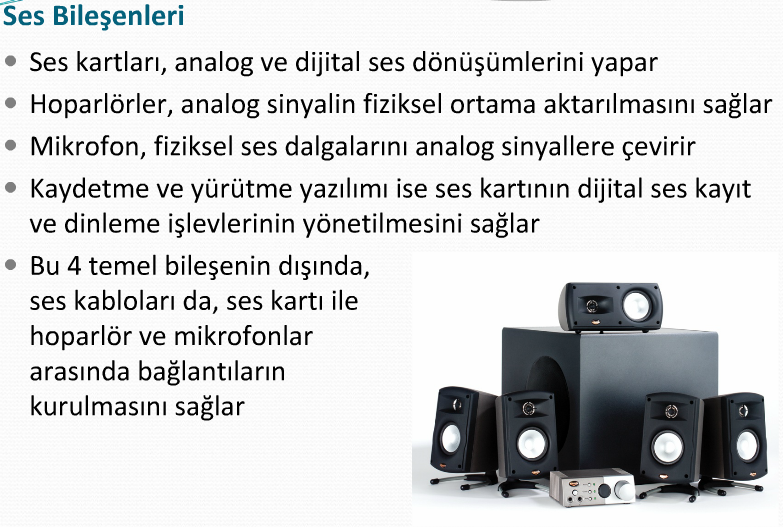 Ses Bileşenleri
• Ses kartları, analog ve dijital ses dönüşümlerini yapar
• Hoparlörler, analog sinyalin fiziksel ortama aktarılmasını sağlar
• Mikrofon, fiziksel ses dalgalarını analog sinyallere çevirir
• Kaydetme ve yürütme yazılımı ise ses kartının dijital ses kayıt
ve dinleme işlevlerinin yönetilmesini sağlar
• Bu 4 temel bileşenin dışında,
ses kabloları da, ses kartı ile
hoparlör ve mikrofonlar
arasında bağlantıların
kurulmasını sağlar